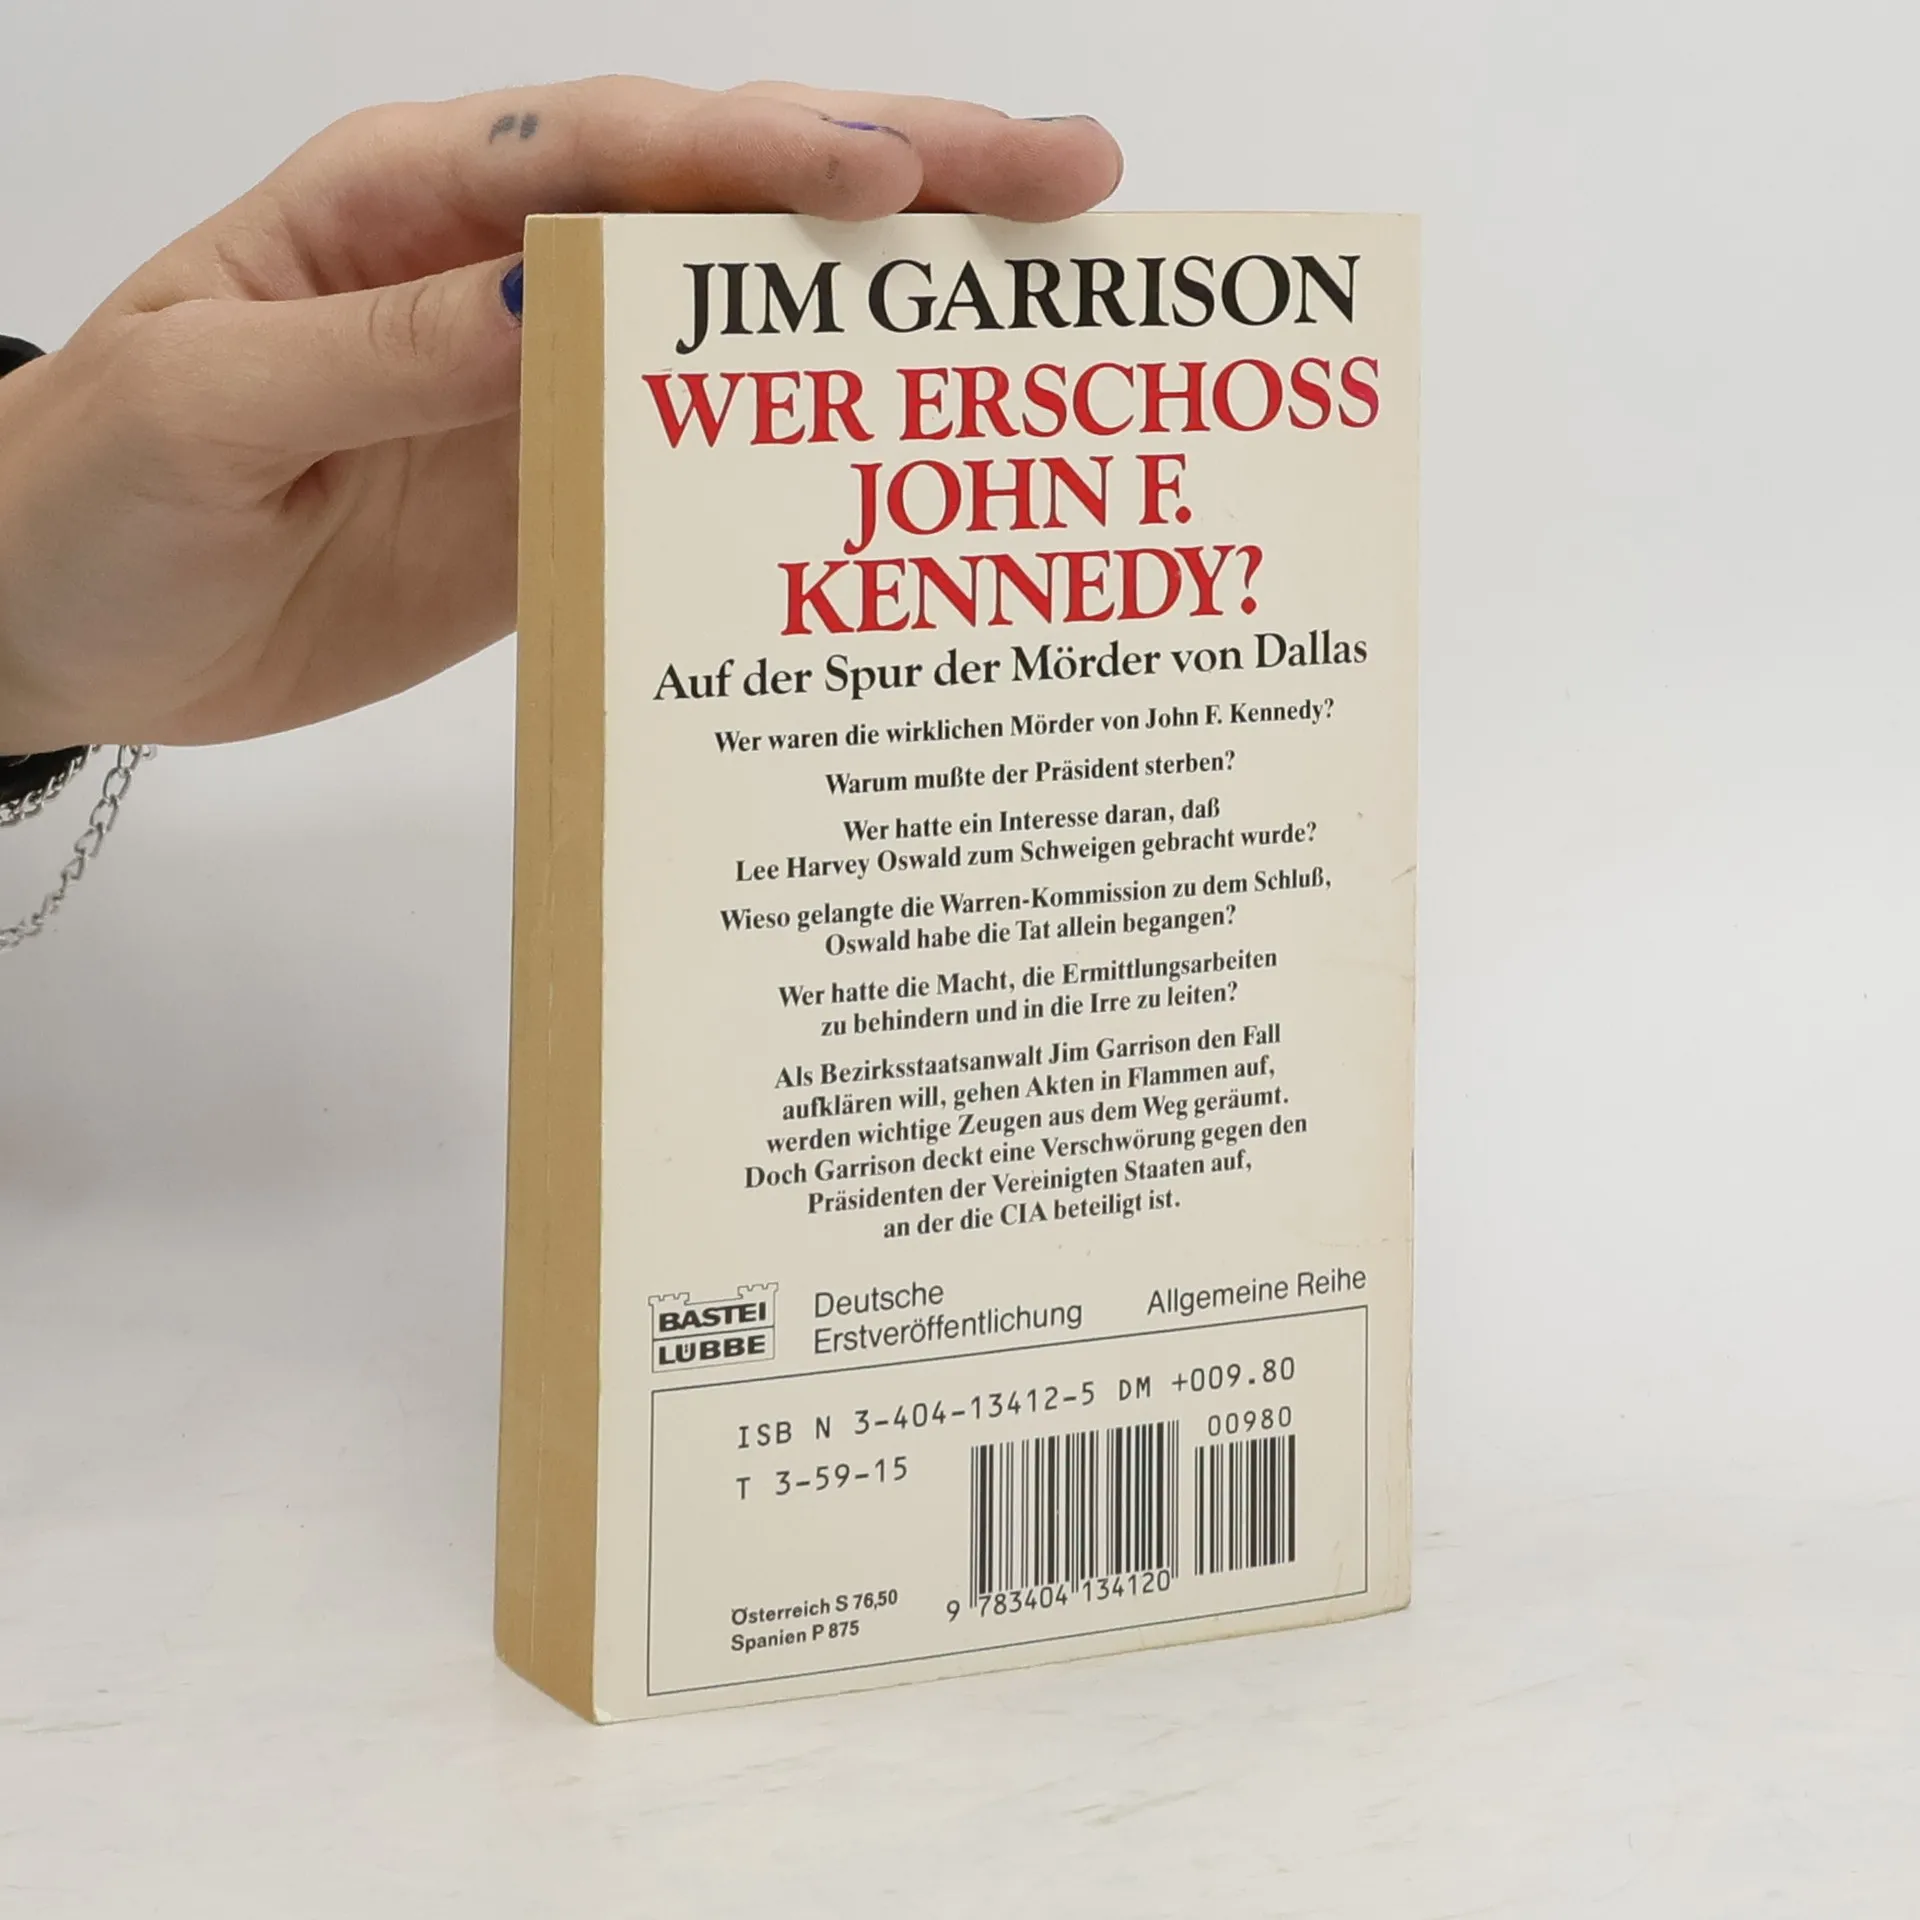 JIM GARRISON
WER ERSCHOSS
JOHN F.
KENNEDY?
Auf der Spur der Mörder von Dallas
Wer waren die wirklichen Mörder von John F. Kennedy?
Warum mußte der Präsident sterben?
Wer hatte ein Interesse daran, daß
Lee Harvey Oswald zum Schweigen gebracht wurde?
Wieso gelangte die Warren-Kommission zu dem Schluß,
Oswald habe die Tat allein begangen?
Wer hatte die Macht, die Ermittlungsarbeiten
zu behindern und in die Irre zu leiten?
Als Bezirksstaatsanwalt Jim Garrison den Fall
aufklären will, gehen Akten in Flammen auf,
werden wichtige Zeugen aus dem Weg geräumt.
Doch Garrison deckt eine Verschwörung gegen den
Präsidenten der Vereinigten Staaten auf,
an der die CIA beteiligt ist.
BASTEI
LÜBBE
Deutsche
Erstveröffentlichung
Allgemeine Reihe
ISB N 3-404-13412-5 DM +009.80
T 3-59-15
00980
9 783404 134120
Österreich S 76,50
Spanien P 875